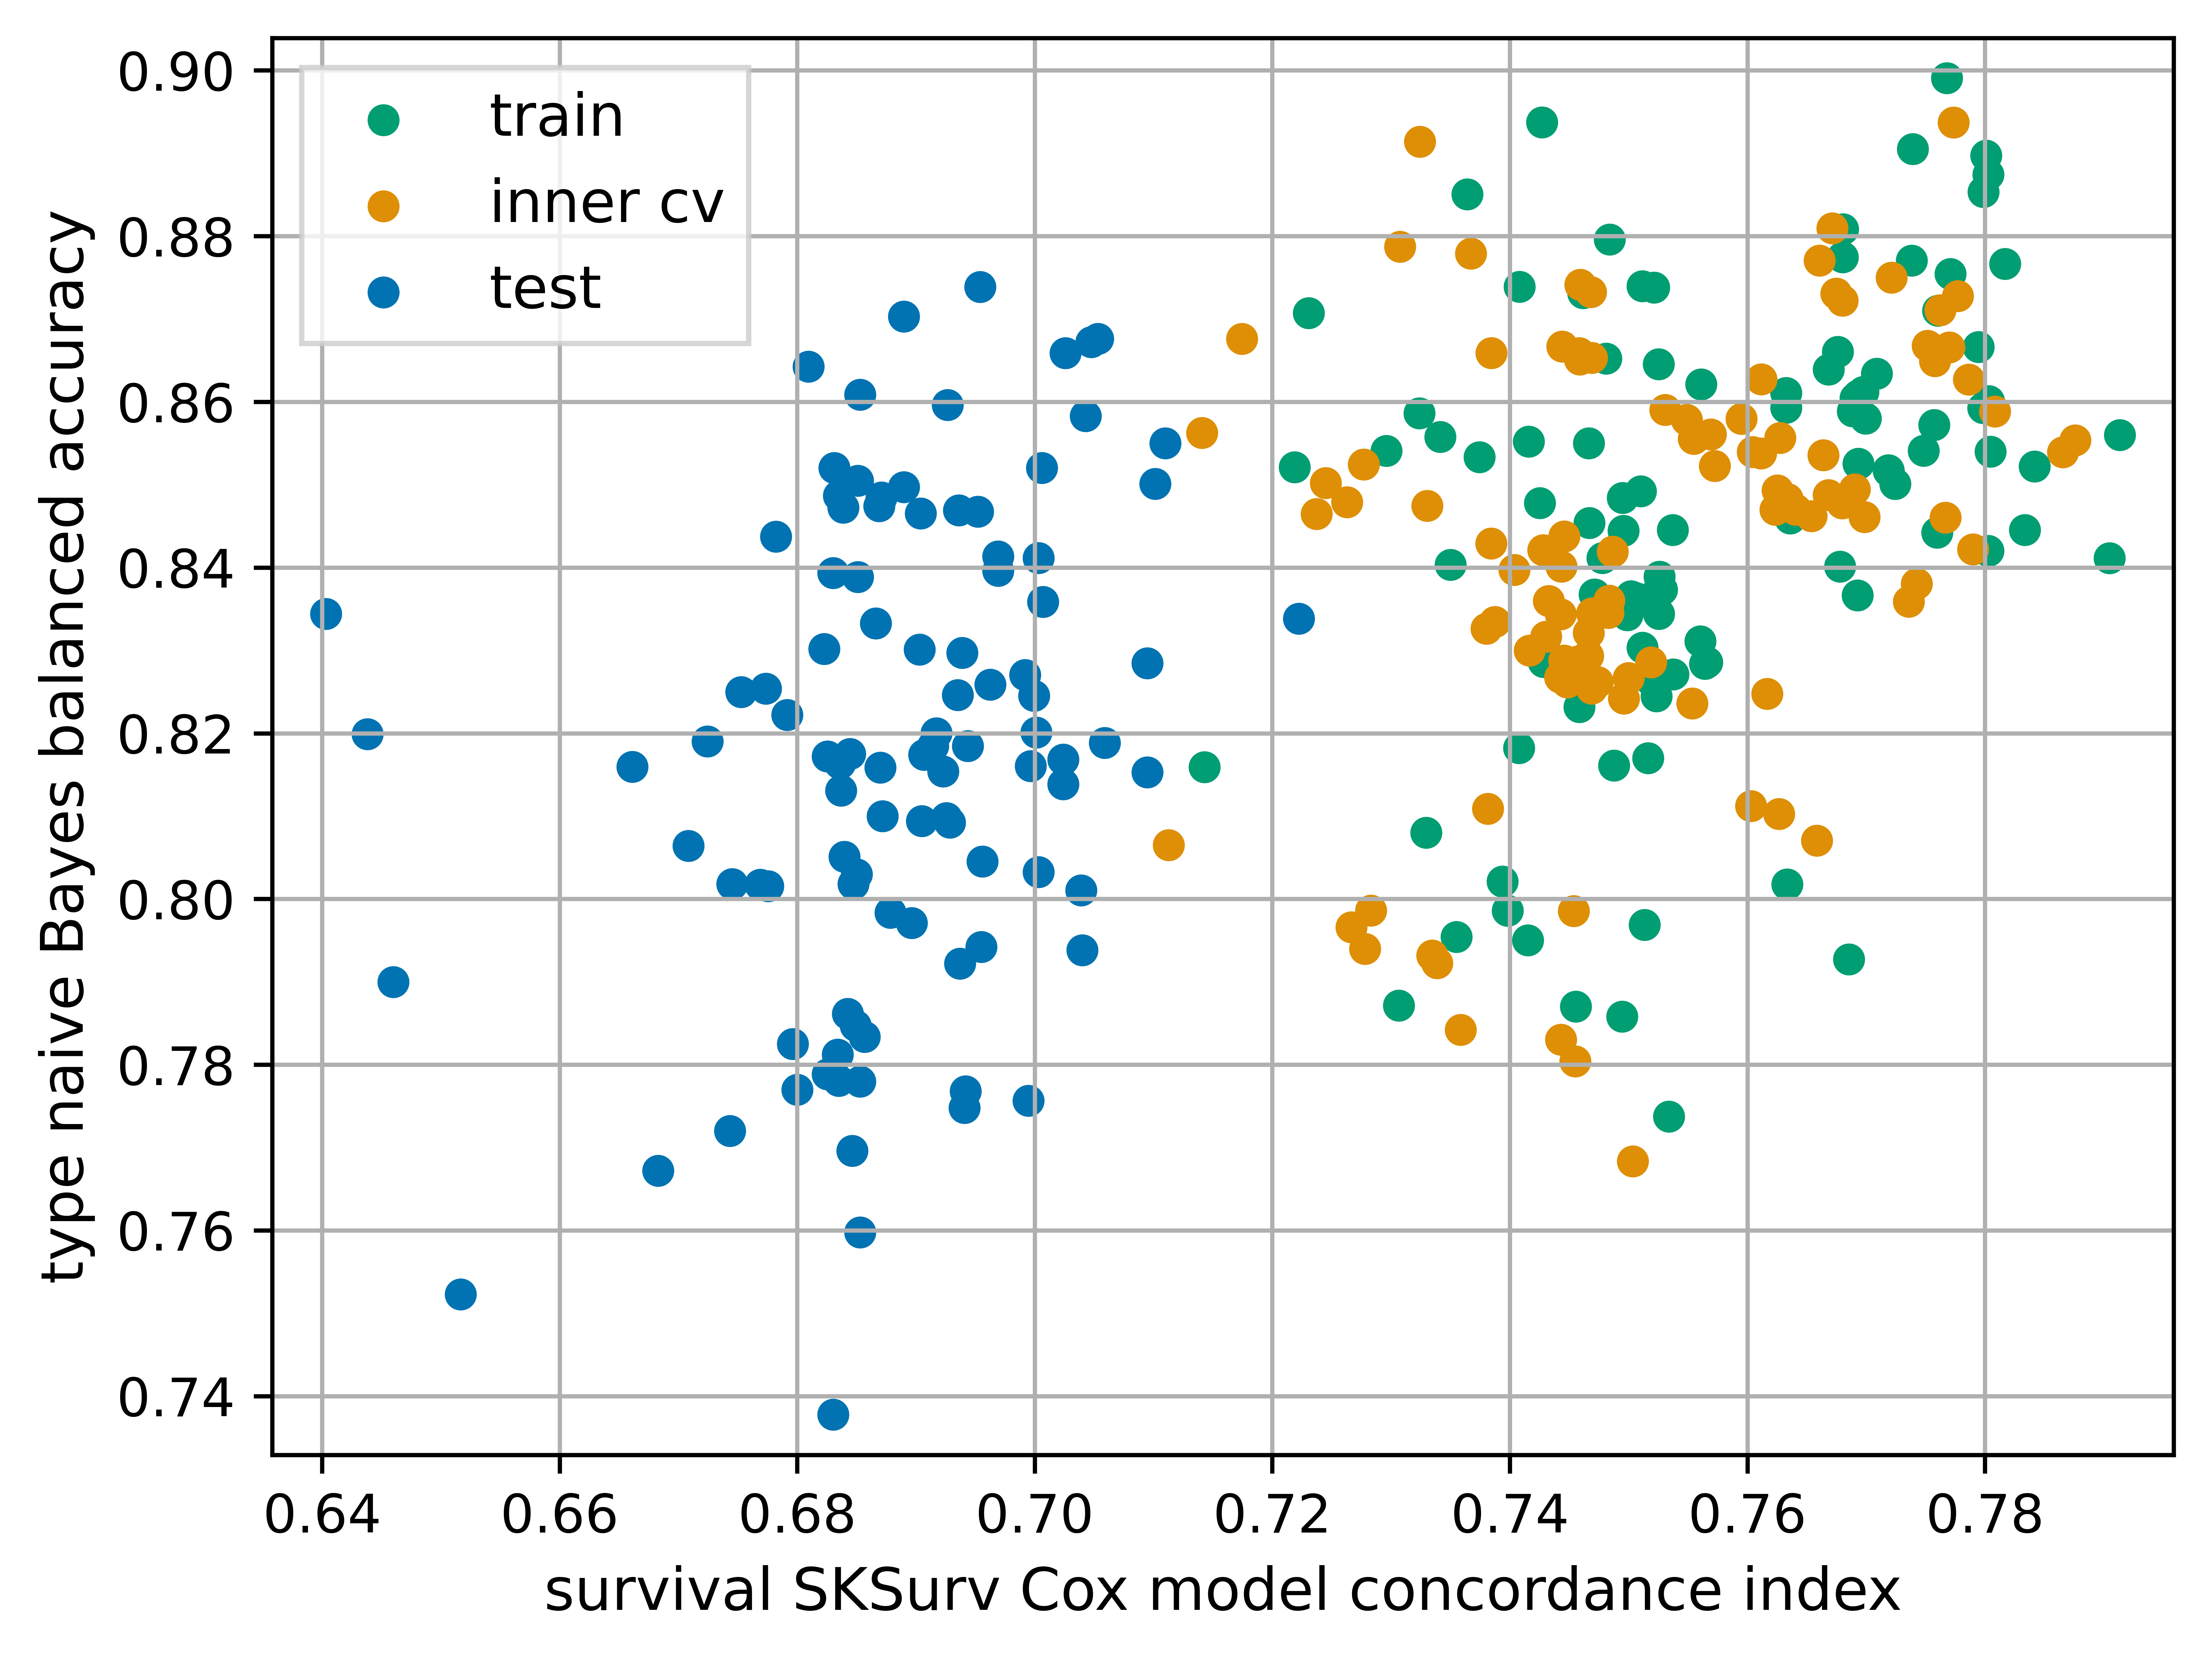 train
inner cv
test
0.90
0.88
0.86
0.84
0.82
0.80
0.78
0.76
0.74
type naive Bayes balanced accuracy
0.64 0.66 0.68 0.70 0.72 0.74 0.76 0.78
survival SKSurv Cox model concordance index